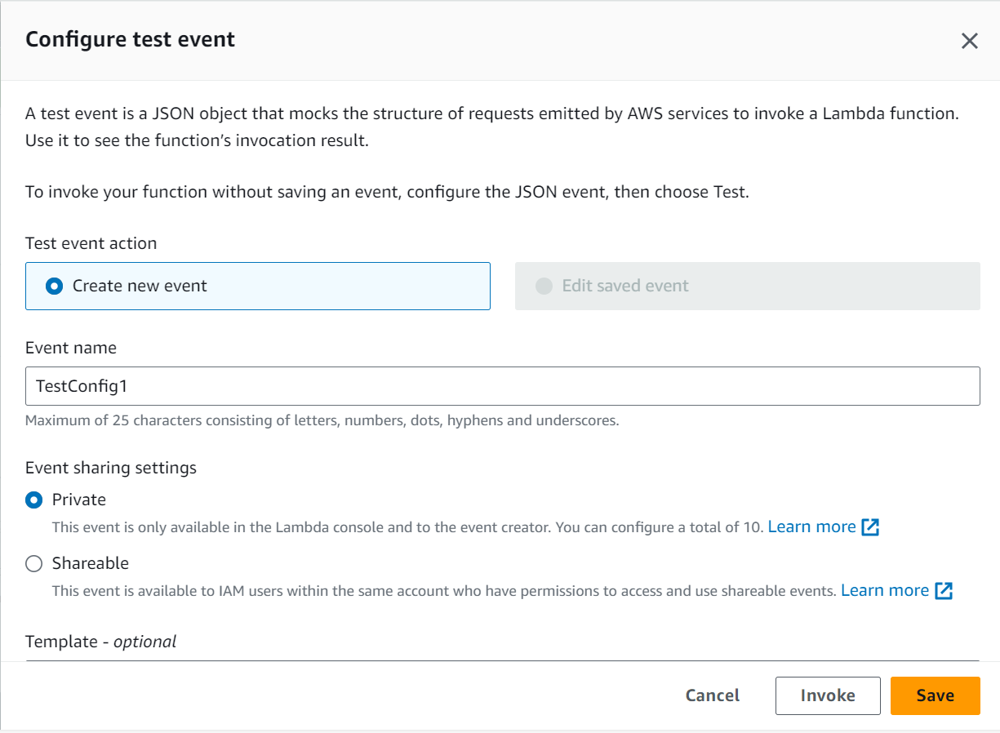 Configure test event
A test event is a JSON object that mocks the structure of requests emitted by AWS services to invoke a Lambda function.
Use it to see the function’s invocation result.
To invoke your function without saving an event, configure the JSON event, then choose Test.
Test event action
Create new event
Edit saved event
Event name
TestConfig1
Maximum of 25 characters consisting of letters, numbers, dots, hyphens and underscores.
Event sharing settings
Private
This event is only available in the Lambda console and to the event creator. You can configure a total of 10. Learn more
Shareable
This event is available to IAM users within the same account who have permissions to access and use shareable events. Learn more
Template - optional
Cancel
Invoke
Save